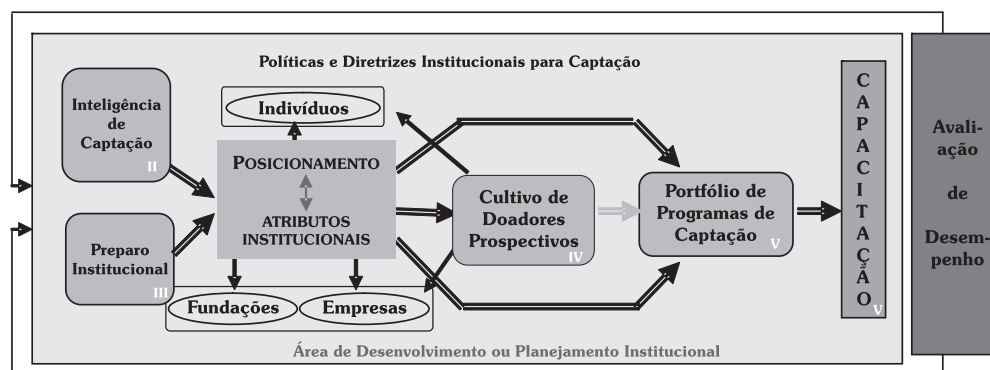 Políticas e Diretrizes Institucionais para Captação
Inteligência
de
Captação
II
Preparo
Institucional
III
Indivíduos
POSICIONAMENTO
ATRIBUTOS
INSTITUCIONAIS
Fundações
Empresas
Cultivo de
Doadores
Prospectivos
IV
Portfólio de
Programas de
Captação
V
C
A
P
A
C
I
T
A
Ç
Ã
O
V
Avali-
ação
de
Desem-
penho
Área de Desenvolvimento ou Planejamento Institucional